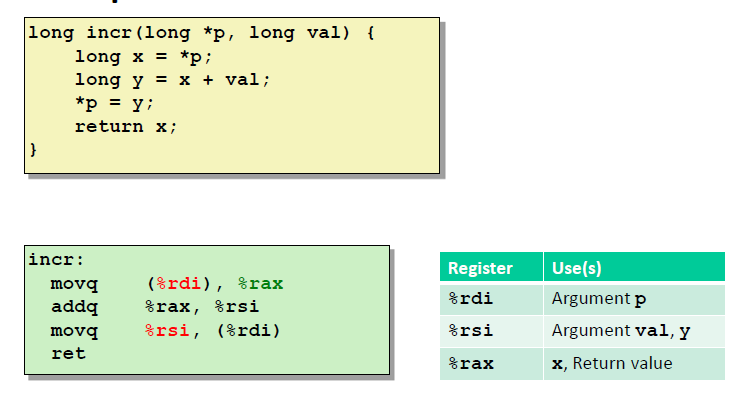 long incr(long *p, long val) {
    long x = *p;
    long y = x + val;
    *p = y;
    return x;
}
incr:
  movq    (%rdi), %rax
  addq    %rax, %rsi
  movq    %rsi, (%rdi)
  ret
Register Use(s)
%rdi Argument p
%rsi Argument val, y
%rax x, Return value